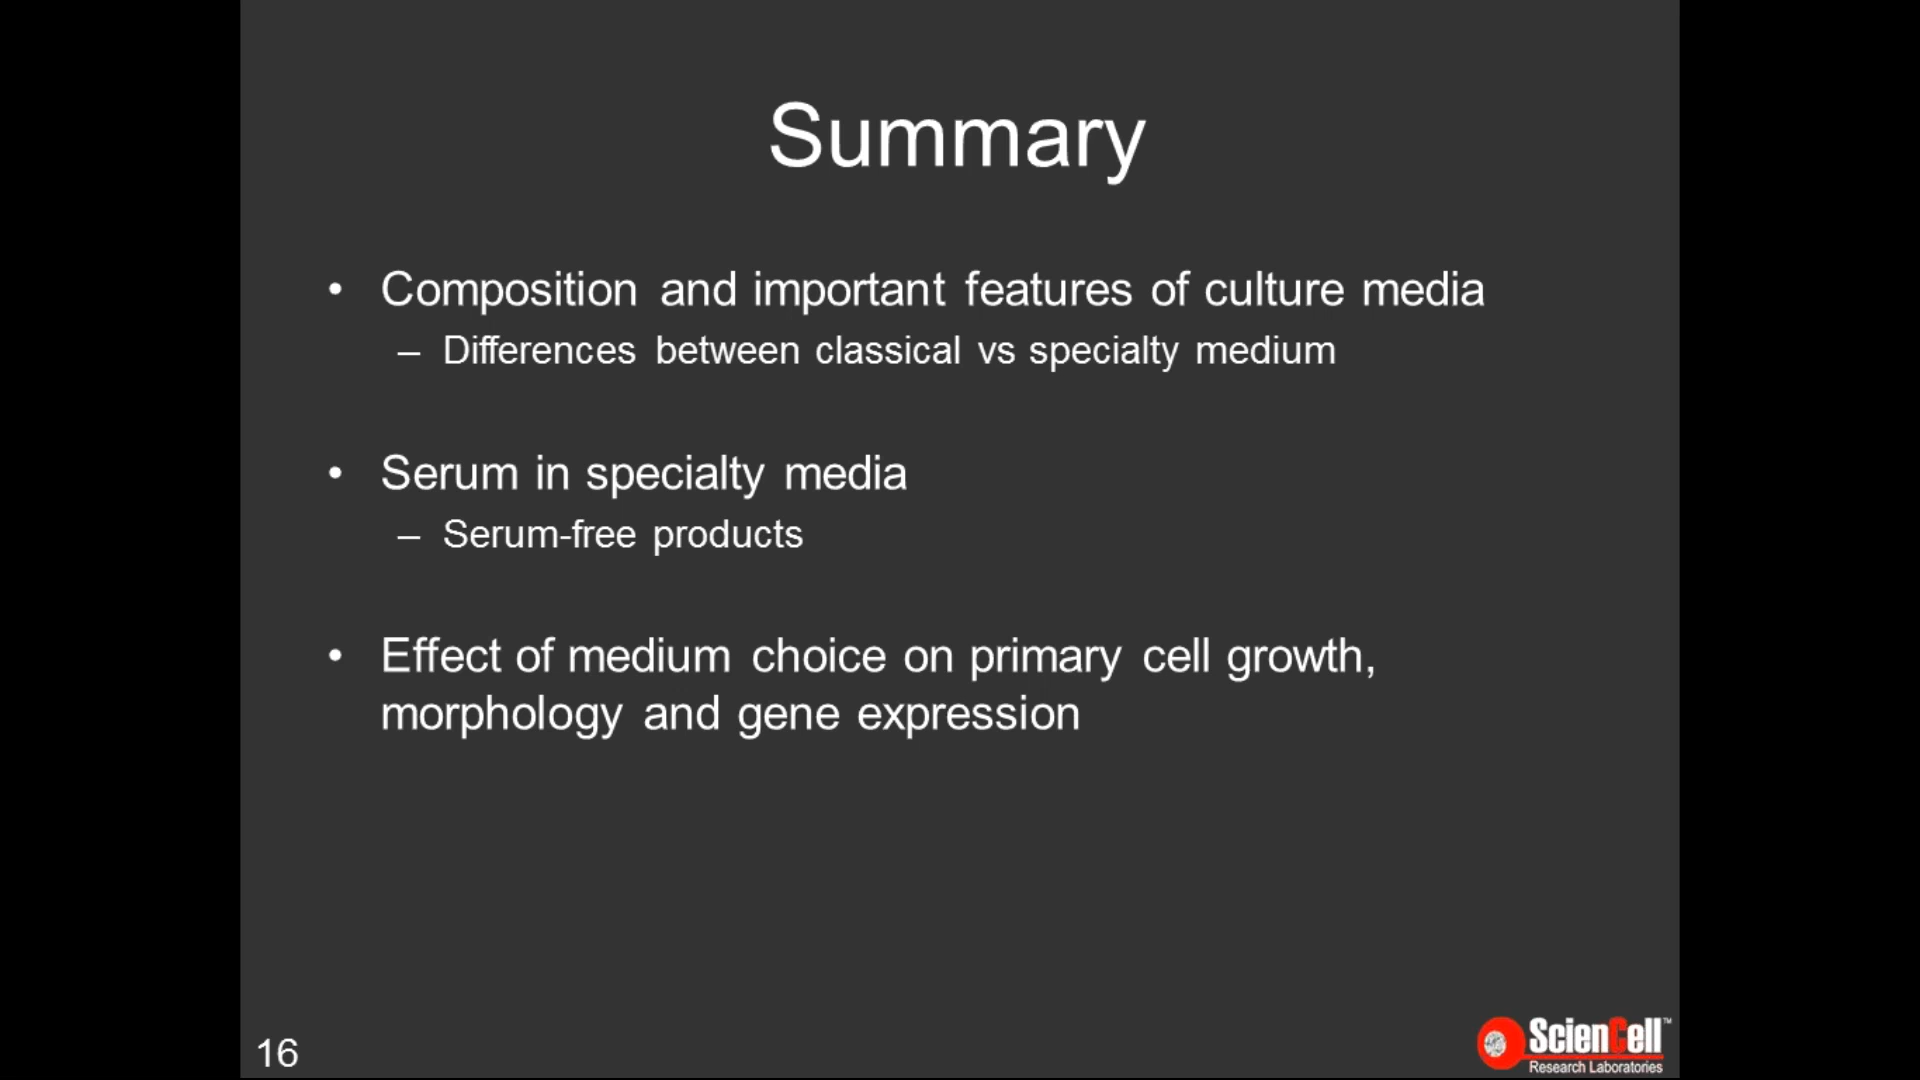 Summary
• Composition and important features of culture media
– Differences between classical vs specialty medium
• Serum in specialty media
– Serum-free products
• Effect of medium choice on primary cell growth,
morphology and gene expression
16
ScienCell™
Research Laboratories